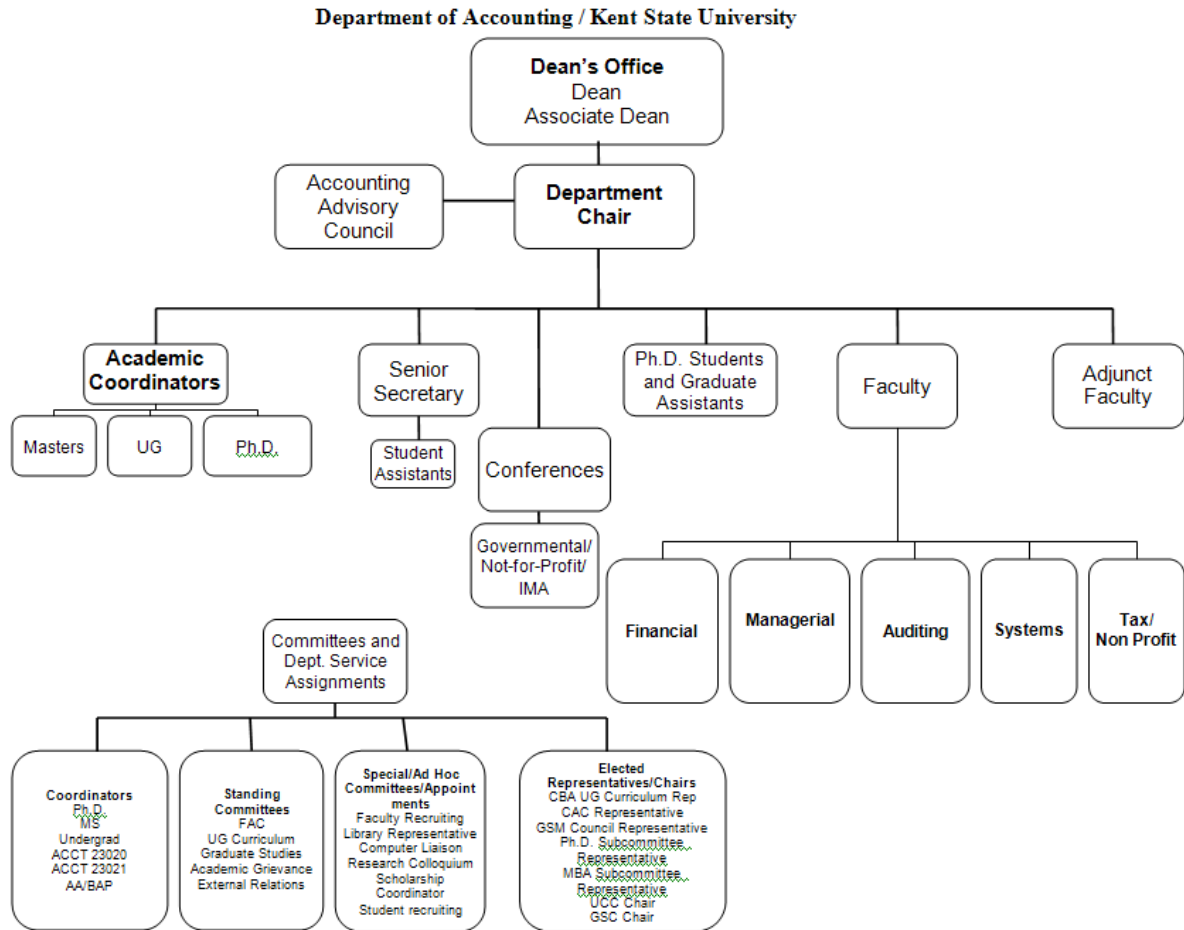 Department of Accounting / Kent State University
Dean's Office
Dean
Associate Dean
Accounting
Advisory
Council
Department
Chair
Academic
Coordinators
Masters
UG
Ph.D.
Senior
Secretary
Student
Assistants
Conferences
Governmental/
Not-for-Profit/
IMA
Ph.D. Students
and Graduate
Assistants
Faculty
Adjunct
Faculty
Financial
Managerial
Auditing
Systems
Tax/
Non Profit
Committees and
Dept. Service
Assignments
Coordinators
Ph.D.
MS
Undergrad
ACCT 23020
ACCT 23021
AA/BAP
Standing
Committees
FAC
UG Curriculum
Graduate Studies
Academic Grievance
External Relations
Special/Ad Hoc
Committees/Appoint
ments
Faculty Recruiting
Library Representative
Computer Liaison
Research Colloquium
Scholarship
Coordinator
Student recruiting
Elected
Representatives/Chairs
CBA UG Curriculum Rep
CAC Representative
GSM Council Representative
Ph.D. Subcommittee
Representative
MBA Subcommittee
Representative
UCC Chair
GSC Chair